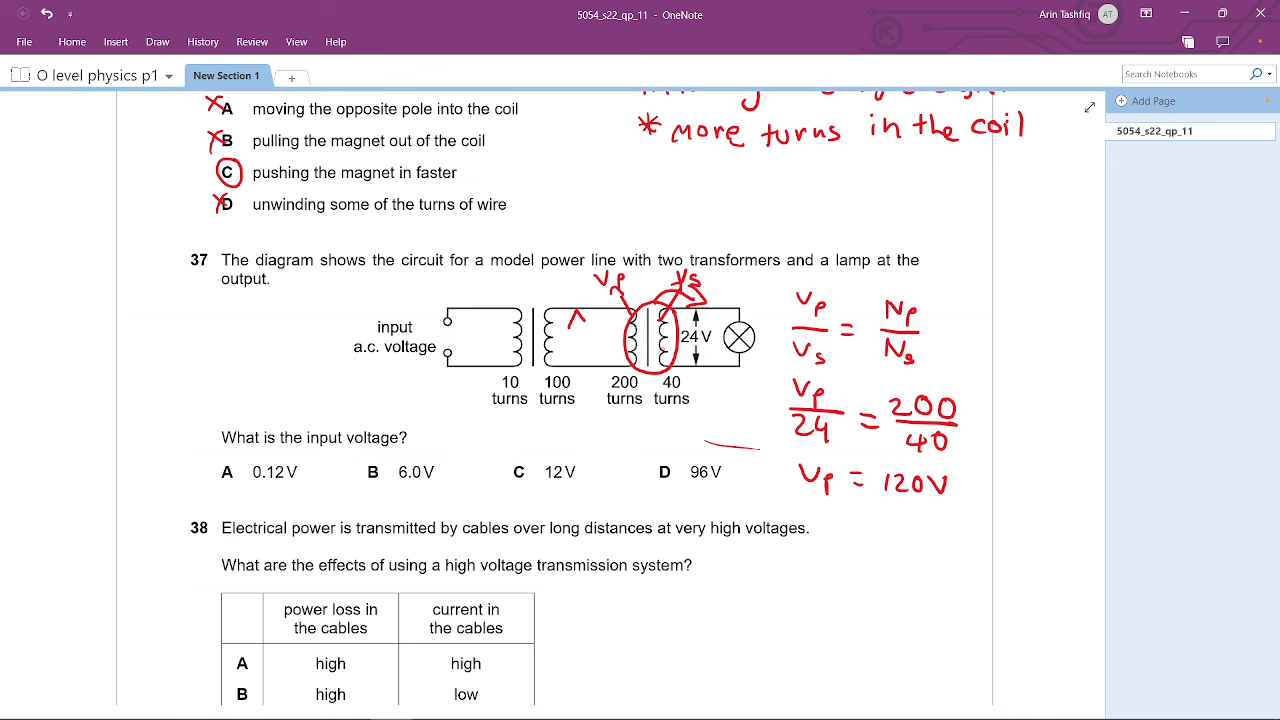 5054_s22_qp_11 - OneNote
Arin Tashfiq AT
File Home Insert Draw History Review View Help
O level physics p1 New Section 1 + Search Notebooks
Add Page
5054_s22_qp_11
A moving the opposite pole into the coil
* more turns in the coil
B pulling the magnet out of the coil
C pushing the magnet in faster
D unwinding some of the turns of wire
37 The diagram shows the circuit for a model power line with two transformers and a lamp at the
output.
Vp Vs
input
a.c. voltage
24 V
10 100 200 40
turns turns turns turns
Vp/Vs = Np/Ns
Vp/24 = 200/40
Vp = 120V
What is the input voltage?
A 0.12 V B 6.0 V C 12 V D 96 V
38 Electrical power is transmitted by cables over long distances at very high voltages.
What are the effects of using a high voltage transmission system?
power loss in current in
the cables the cables
A high high
B high low